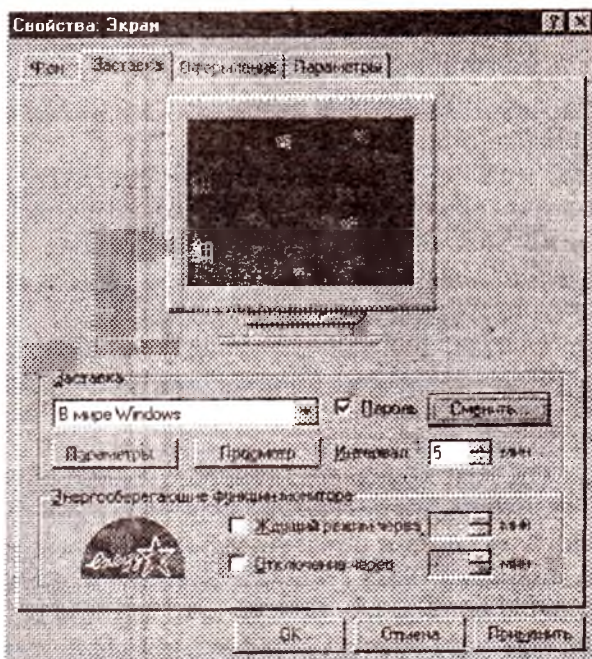 Свойства: Экран
Фон Заставка Оформление Параметры
Заставка
В мире Windows Пароль Сменить...
Параметры Просмотр Интервал 5 мин
Энергосберегающие функции монитора
Ждущий режим через мин
Отключение через мин
OK Отмена Применить